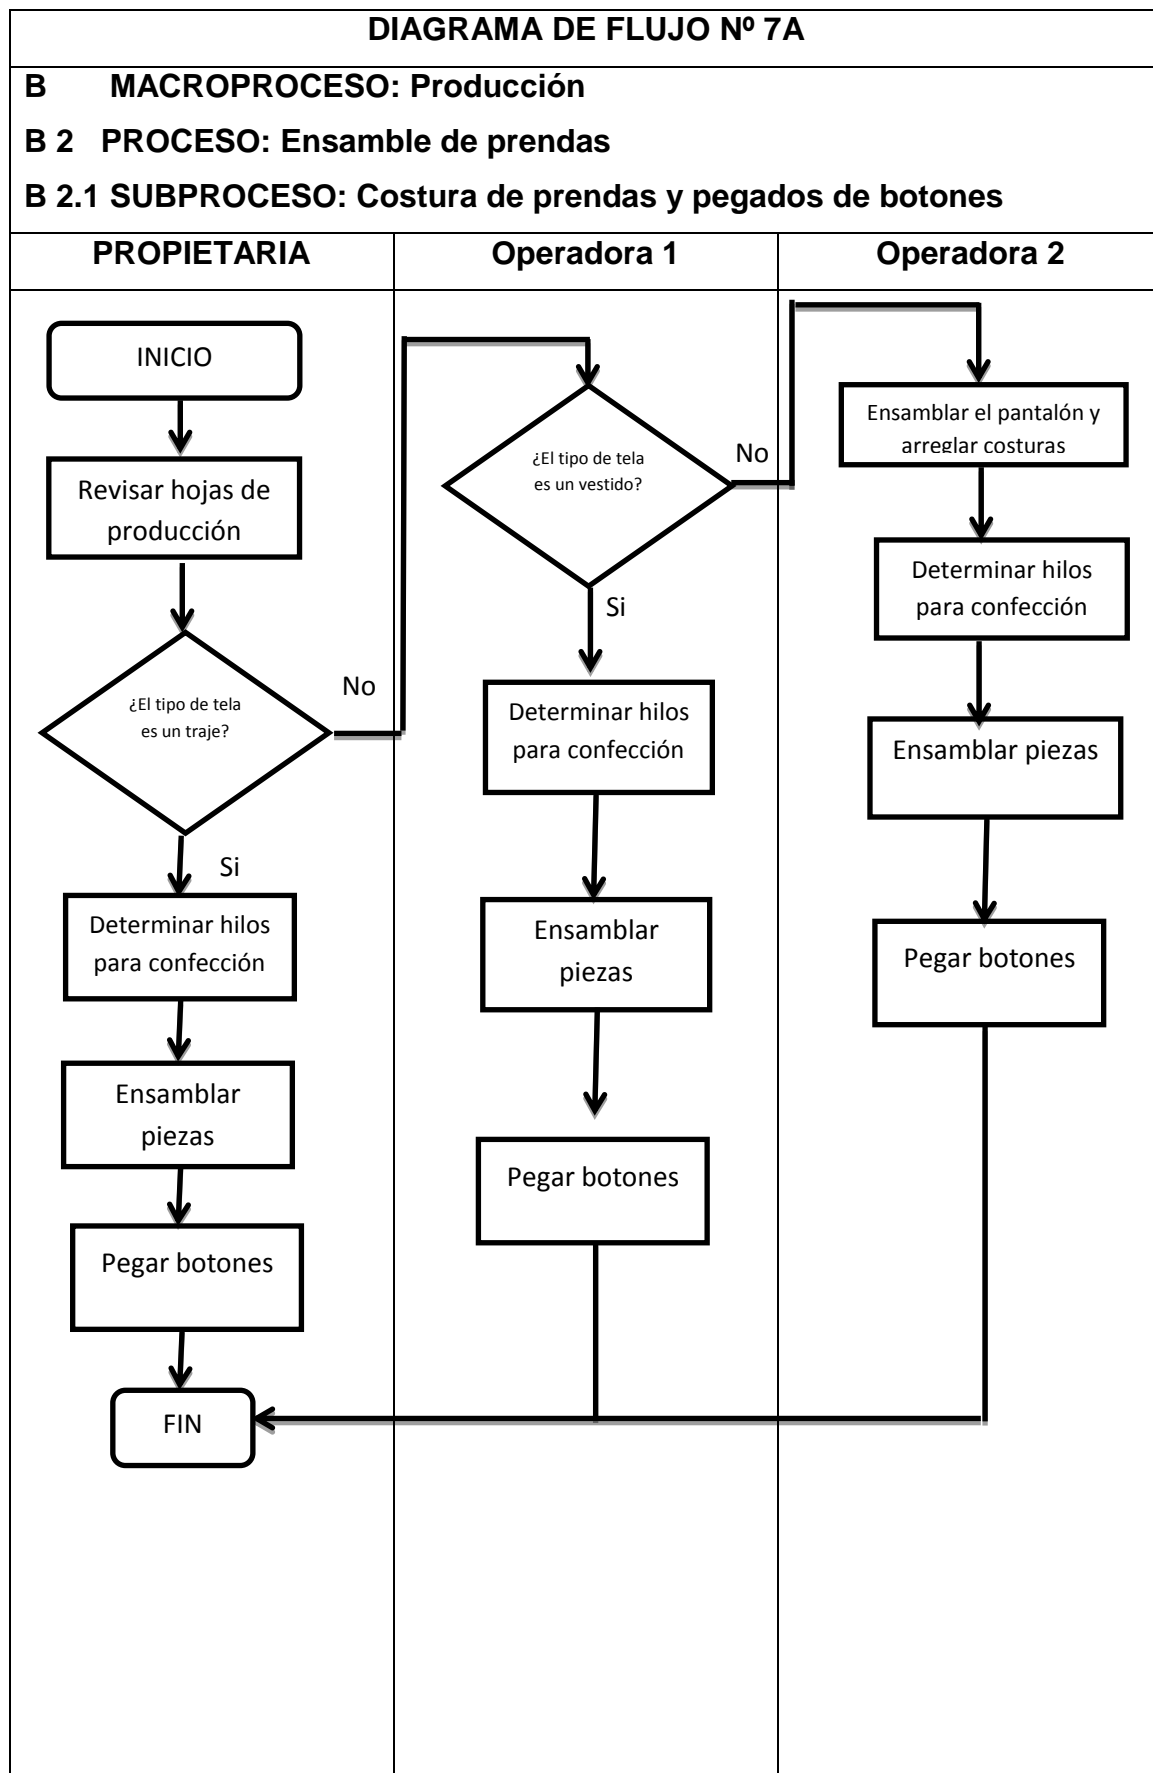 DIAGRAMA DE FLUJO Nº 7A
B MACROPROCESO: Producción
B 2 PROCESO: Ensamble de prendas
B 2.1 SUBPROCESO: Costura de prendas y pegados de botones
PROPIETARIA
Operadora 1
Operadora 2
INICIO
Revisar hojas de
producción
¿El tipo de tela
es un traje?
No
Si
Determinar hilos
para confección
Ensamblar
piezas
Pegar botones
FIN
¿El tipo de tela
es un vestido?
No
Si
Determinar hilos
para confección
Ensamblar
piezas
Pegar botones
Ensamblar el pantalón y
arreglar costuras
Determinar hilos
para confección
Ensamblar piezas
Pegar botones